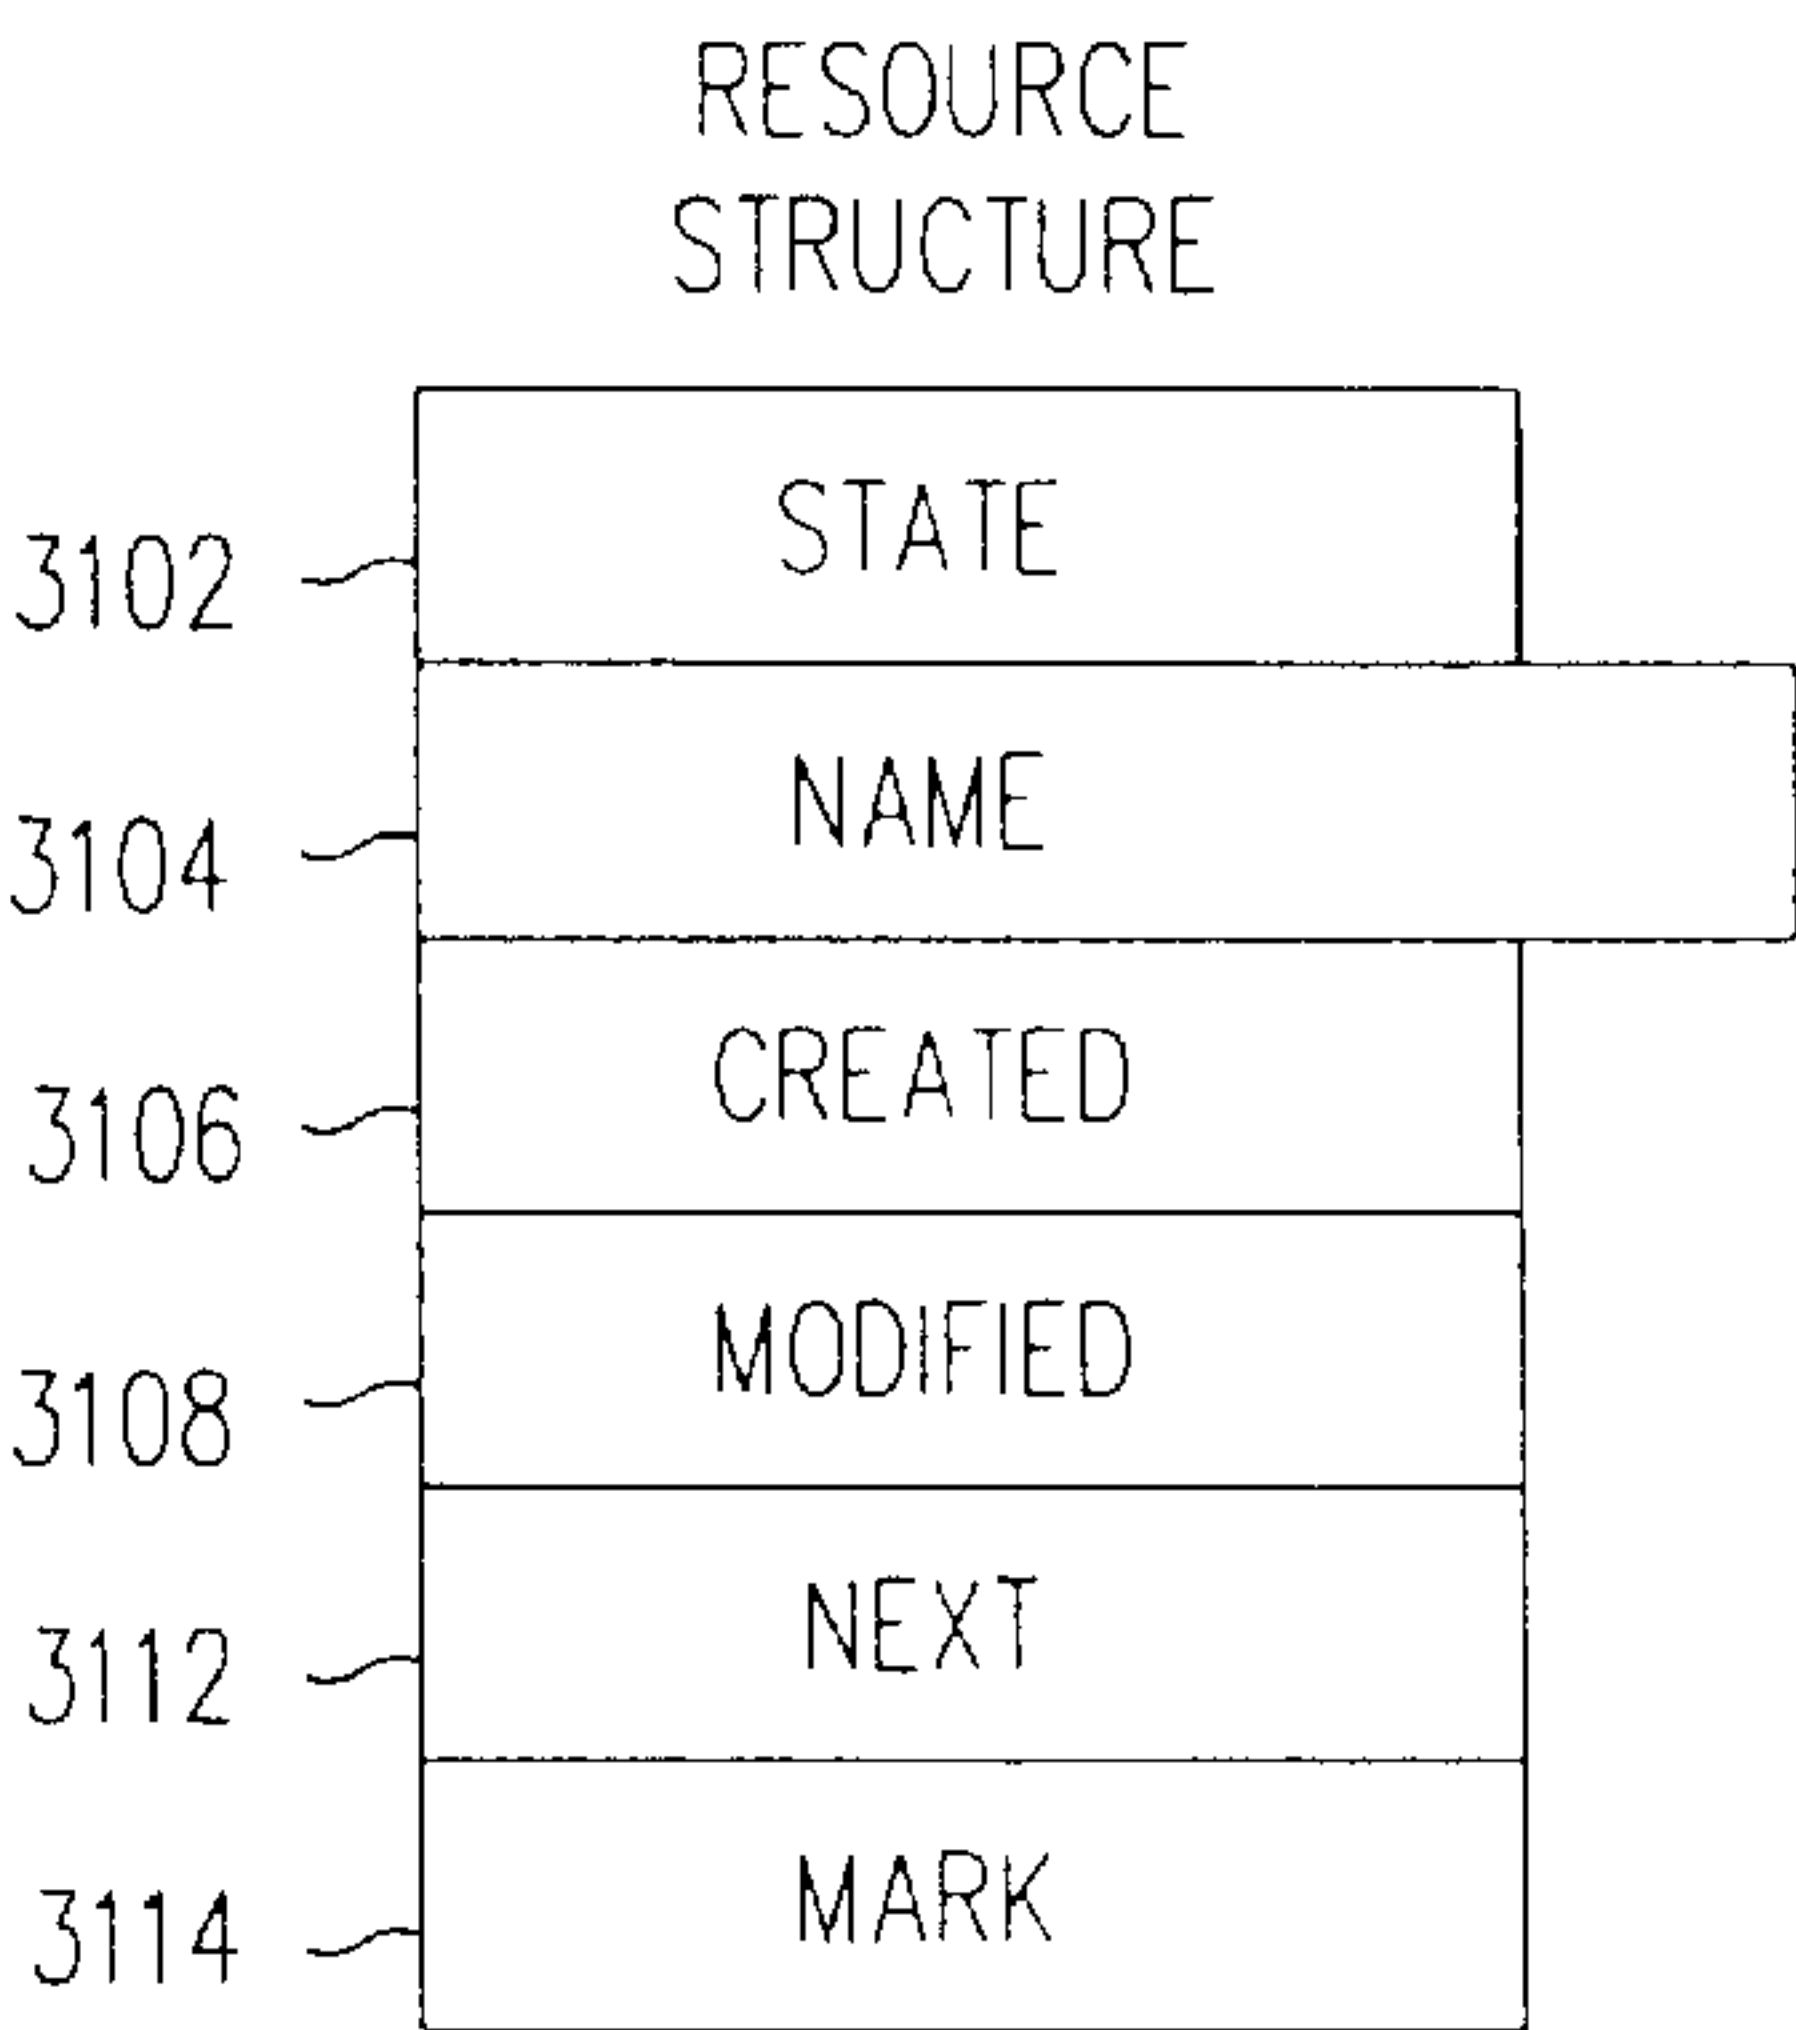 RESOURCE
STRUCTURE
3102 STATE
3104 NAME
3106 CREATED
3108 MODIFIED
3112 NEXT
3114 MARK